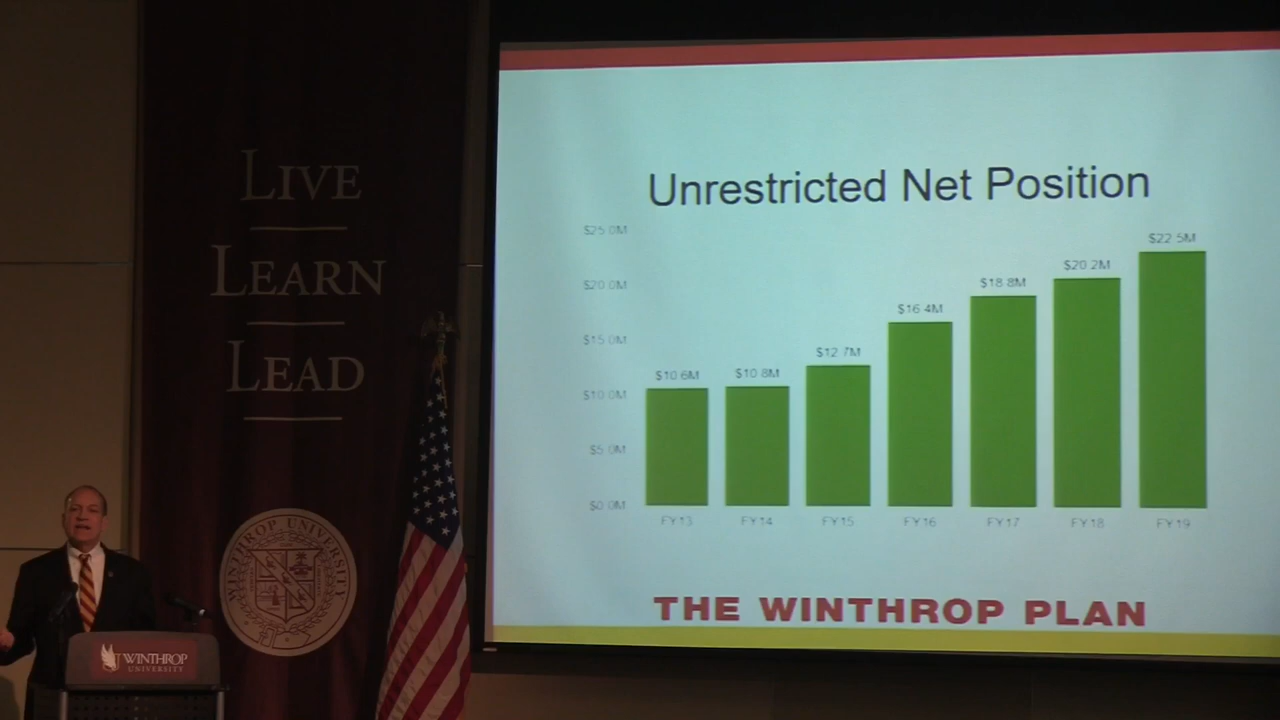 LIVE
LEARN
LEAD
WINTHROP UNIVERSITY
WINTHROP
UNIVERSITY
Unrestricted Net Position
$25.0M
$20.0M
$15.0M
$10.0M
$5.0M
$0.0M
$10.6M
$10.8M
$12.7M
$16.4M
$18.8M
$20.2M
$22.5M
FY13
FY14
FY15
FY16
FY17
FY18
FY19
THE WINTHROP PLAN